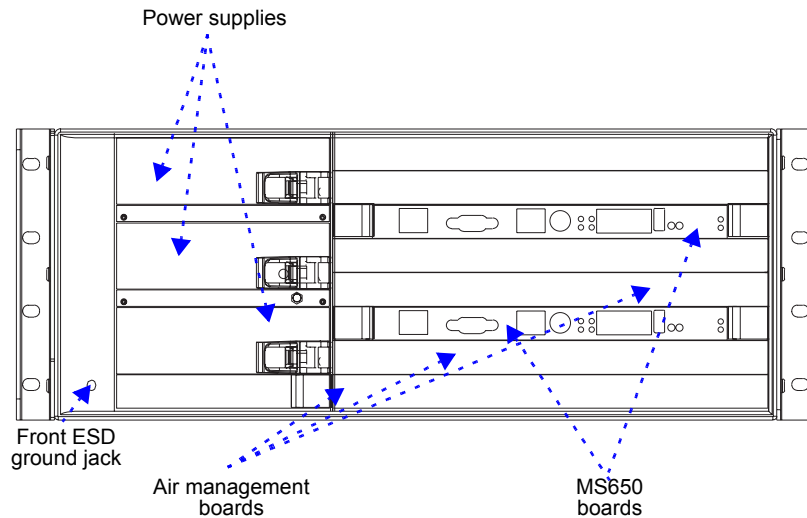 Power supplies
Front ESD
ground jack
Air management
boards
MS650
boards